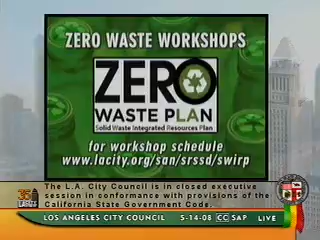 ZERO WASTE WORKSHOPS
ZERO
WASTE PLAN
Solid Waste Integrated Resources Plan
for workshop schedule
www.lacity.org/san/srssd/swirp
35
The L.A. City Council is in closed executive
session in conformance with provisions of the
California State Government Code.
LOS ANGELES CITY COUNCIL 5-14-08 CC SAP LIVE